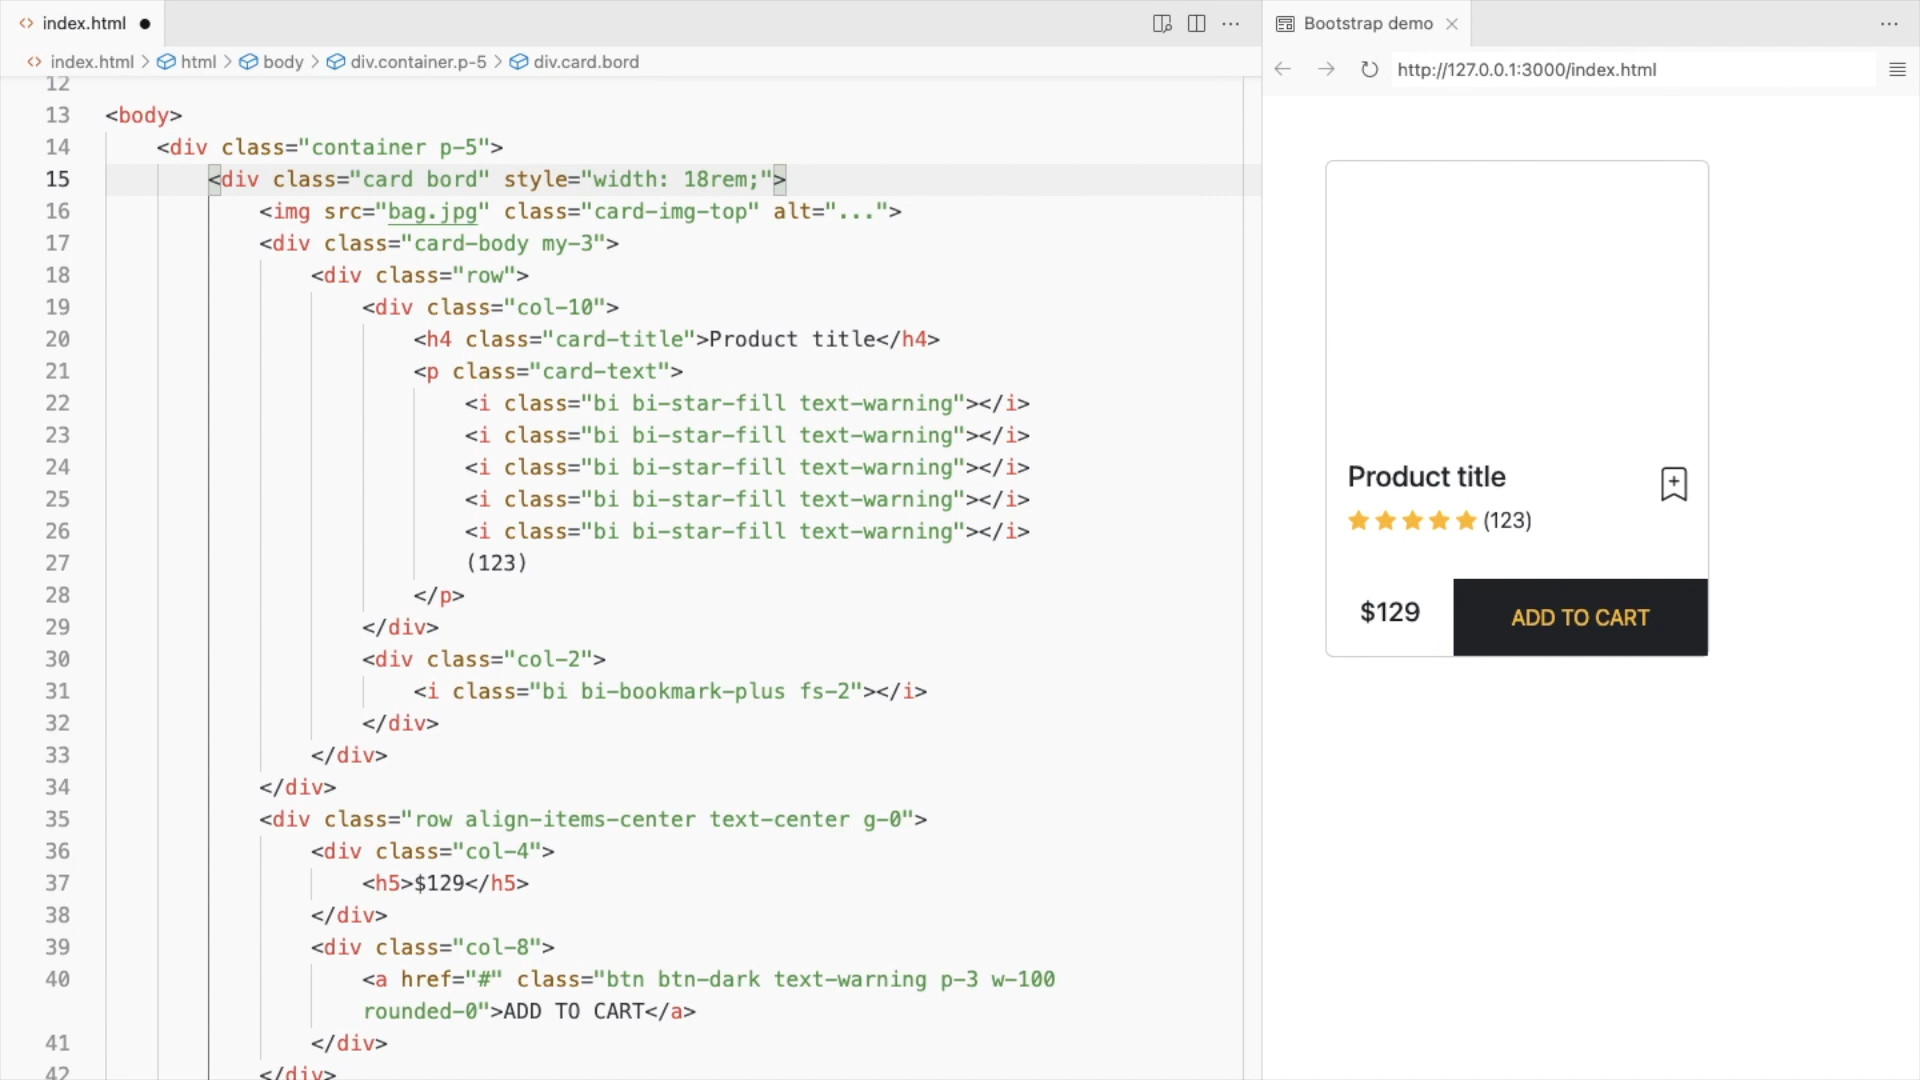 index.html
Bootstrap demo
index.html > html > body > div.container.p-5 > div.card.bord
http://127.0.0.1:3000/index.html
12
13 <body>
14 <div class="container p-5">
15 <div class="card bord" style="width: 18rem;">
16 <img src="bag.jpg" class="card-img-top" alt="...">
17 <div class="card-body my-3">
18 <div class="row">
19 <div class="col-10">
20 <h4 class="card-title">Product title</h4>
21 <p class="card-text">
22 <i class="bi bi-star-fill text-warning"></i>
23 <i class="bi bi-star-fill text-warning"></i>
24 <i class="bi bi-star-fill text-warning"></i>
25 <i class="bi bi-star-fill text-warning"></i>
26 <i class="bi bi-star-fill text-warning"></i>
27 (123)
28 </p>
29 </div>
30 <div class="col-2">
31 <i class="bi bi-bookmark-plus fs-2"></i>
32 </div>
33 </div>
34 </div>
35 <div class="row align-items-center text-center g-0">
36 <div class="col-4">
37 <h5>$129</h5>
38 </div>
39 <div class="col-8">
40 <a href="#" class="btn btn-dark text-warning p-3 w-100
rounded-0">ADD TO CART</a>
41 </div>
42 </div>
Product title
(123)
$129
ADD TO CART